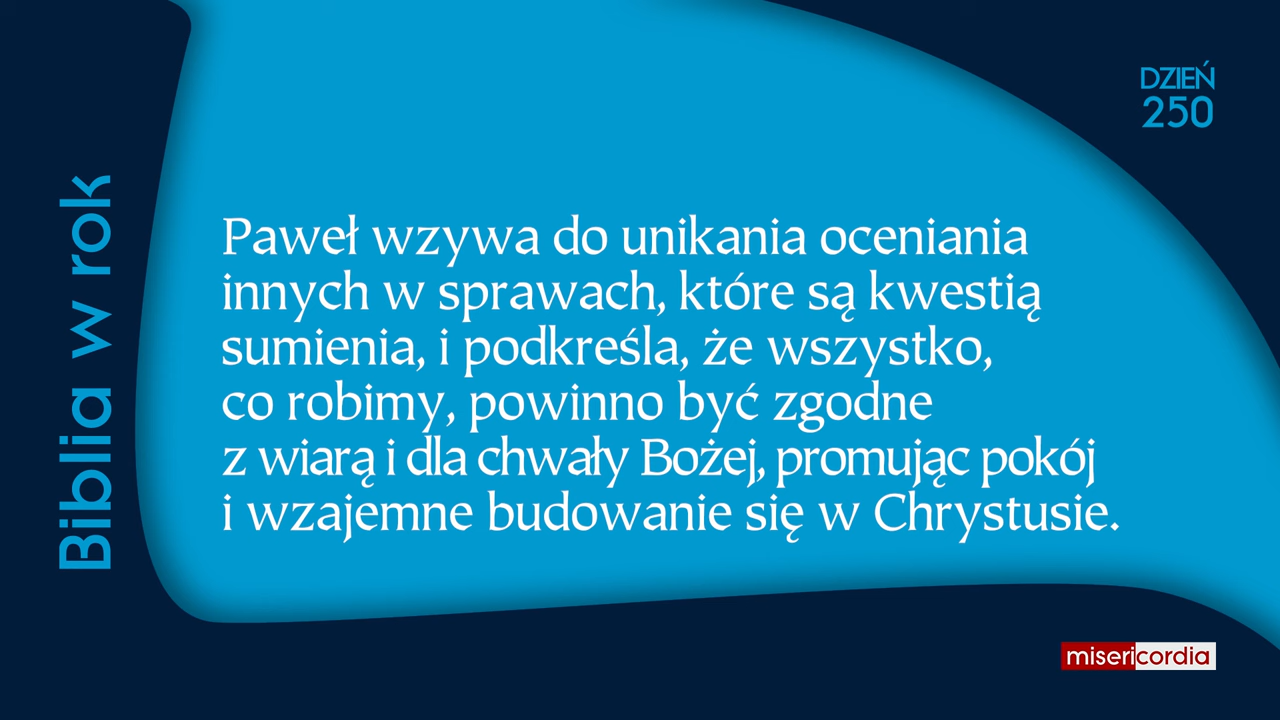 Biblia w rok
DZIEŃ
250
Paweł wzywa do unikania oceniania
innych w sprawach, które są kwestią
sumienia, i podkreśla, że wszystko,
co robimy, powinno być zgodne
z wiarą i dla chwały Bożej, promując pokój
i wzajemne budowanie się w Chrystusie.
misericordia